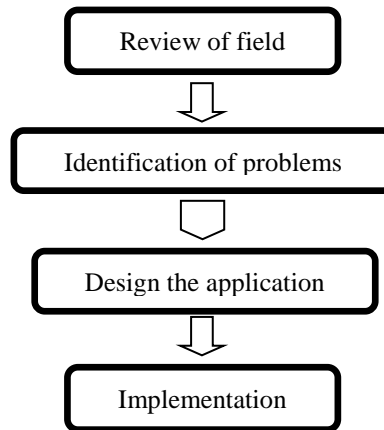 Review of field
Identification of problems
Design the application
Implementation